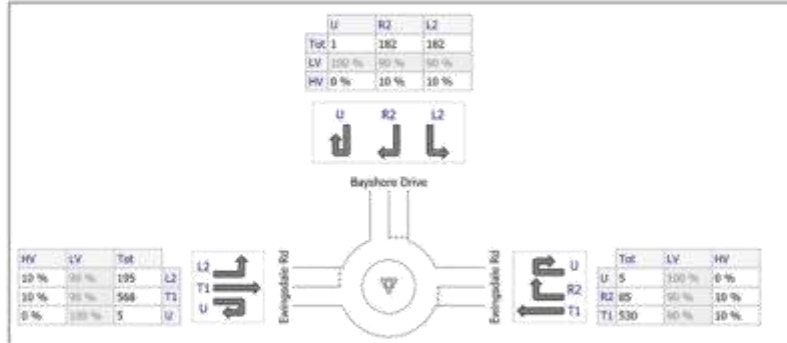 U R2 L2
Tot 1 182 182
LV 100 % 90 % 90 %
HV 0 % 10 % 10 %
U R2 L2
Bayshore Drive
HV LV Tot
10 % 90 % 195 L2
10 % 90 % 566 T1
0 % 100 % 5 U
L2
T1
U
Ewingsdale Rd
Ewingsdale Rd
U
R2
T1
Tot LV HV
U 5 100 % 0 %
R2 85 90 % 10 %
T1 530 90 % 10 %